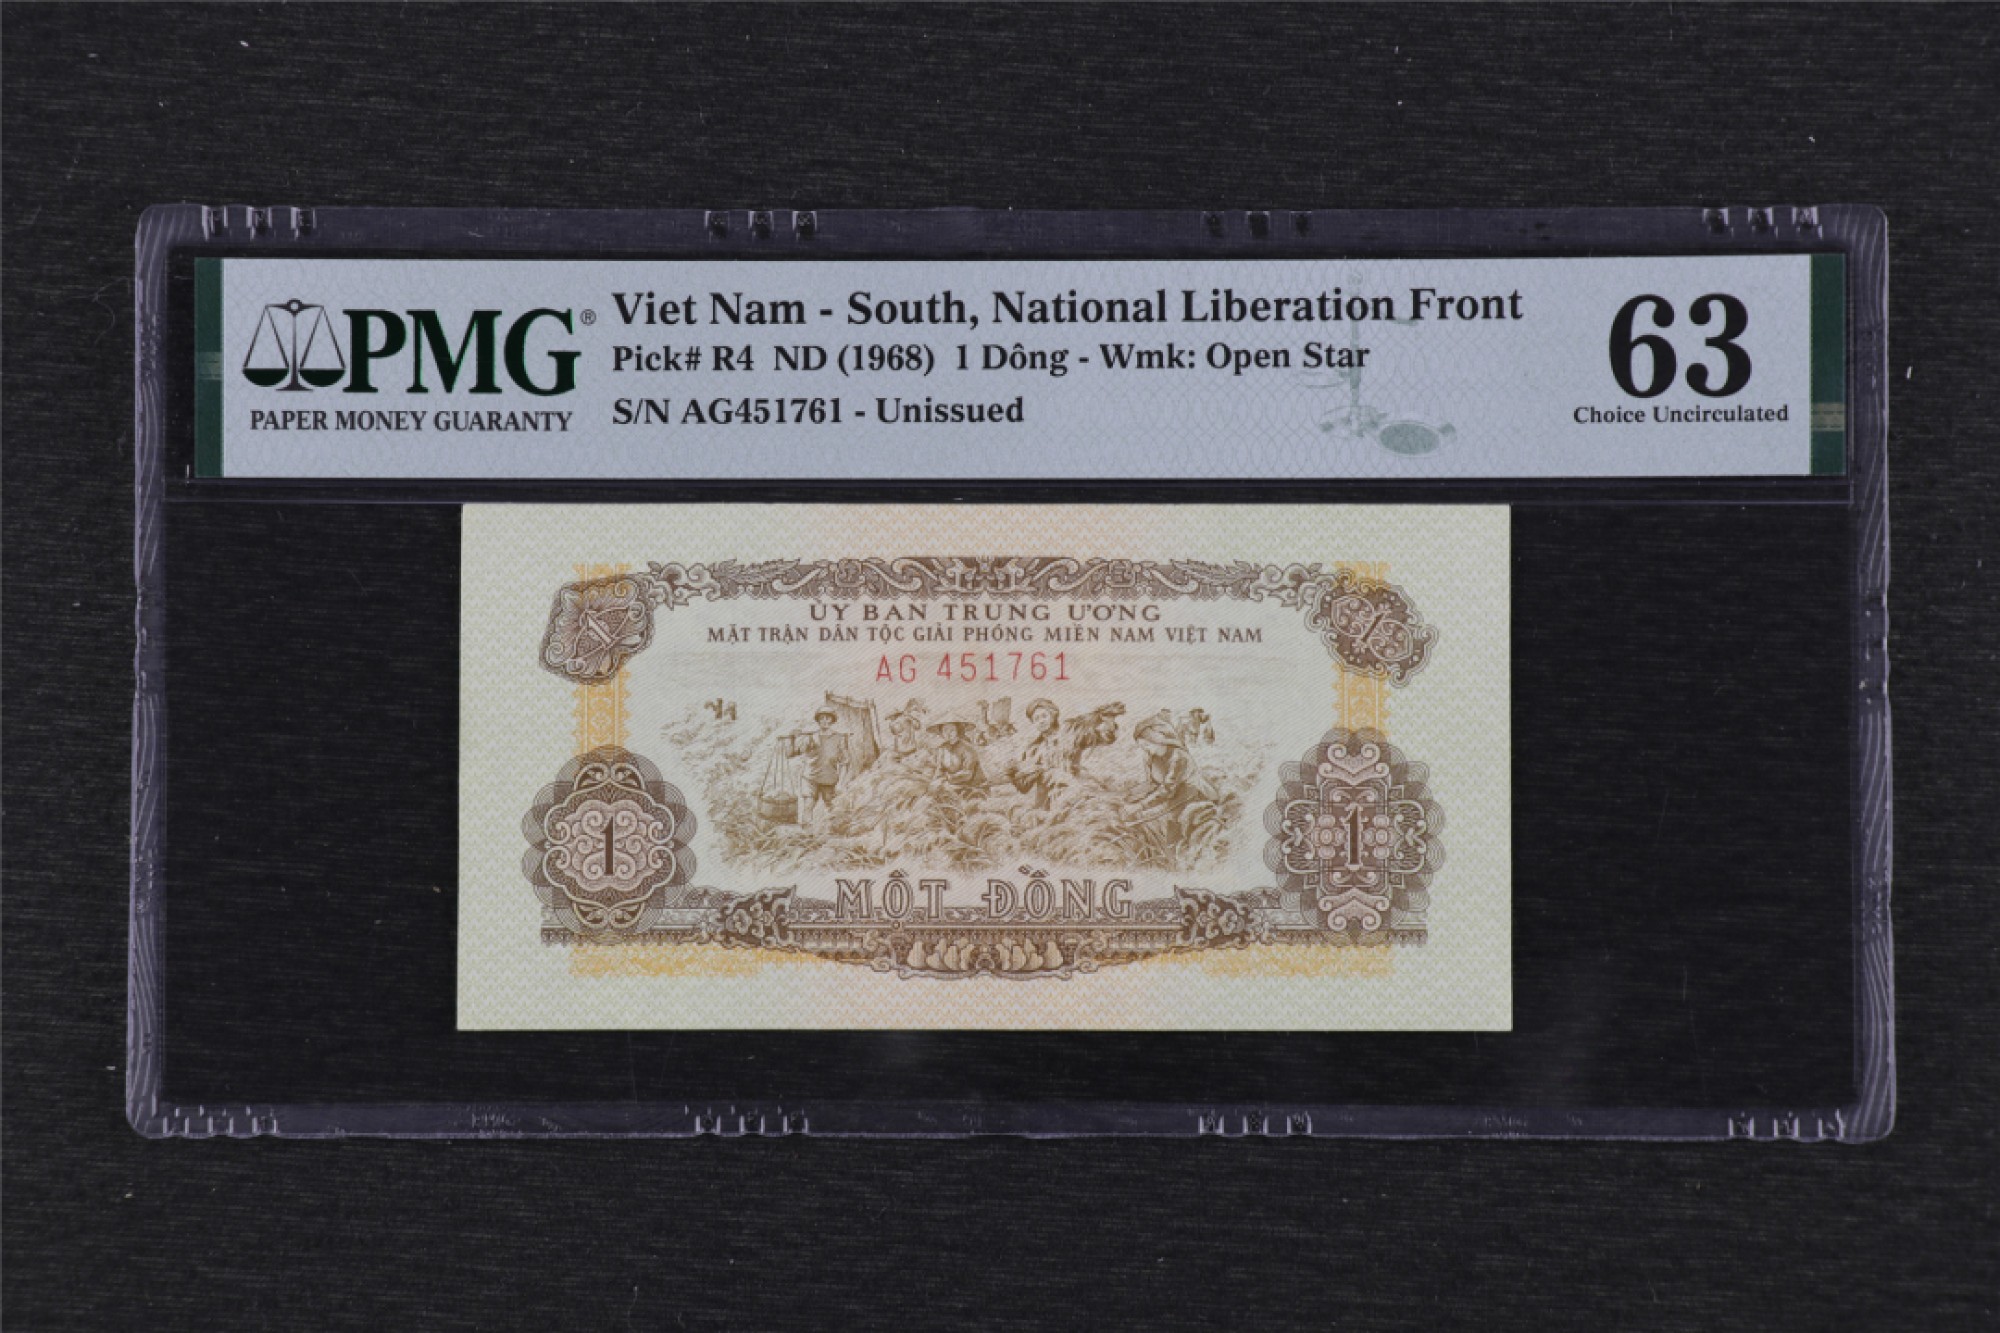 PMG®
PAPER MONEY GUARANTY
Viet Nam - South, National Liberation Front
Pick# R4 ND (1968) 1 Dông - Wmk: Open Star
S/N AG451761 - Unissued
63
Choice Uncirculated
ỦY BAN TRUNG ƯƠNG
MẶT TRẬN DÂN TỘC GIẢI PHÓNG MIỀN NAM VIỆT NAM
AG 451761
1 1
1 1
MỘT ĐỒNG